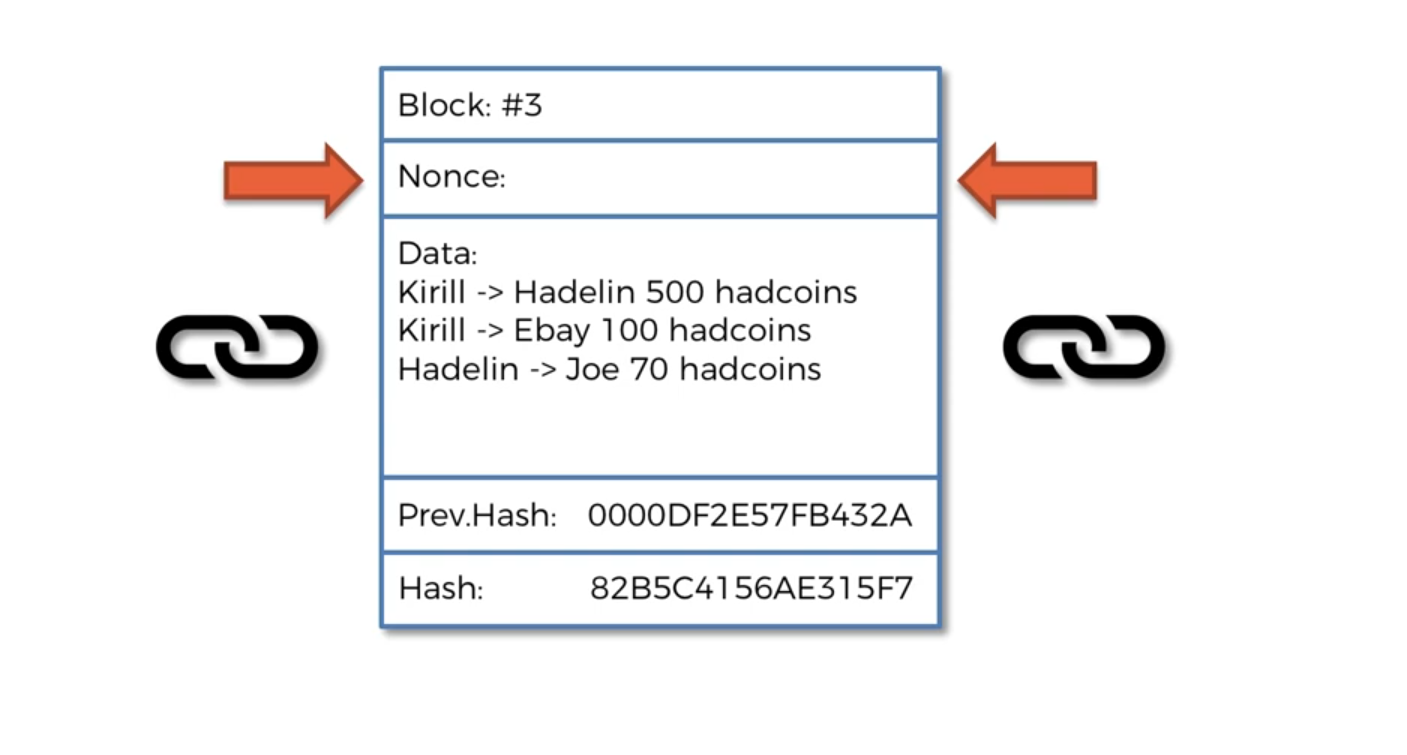 Block: #3
Nonce:
Data:
Kirill -> Hadelin 500 hadcoins
Kirill -> Ebay 100 hadcoins
Hadelin -> Joe 70 hadcoins
Prev.Hash: 0000DF2E57FB432A
Hash: 82B5C4156AE315F7